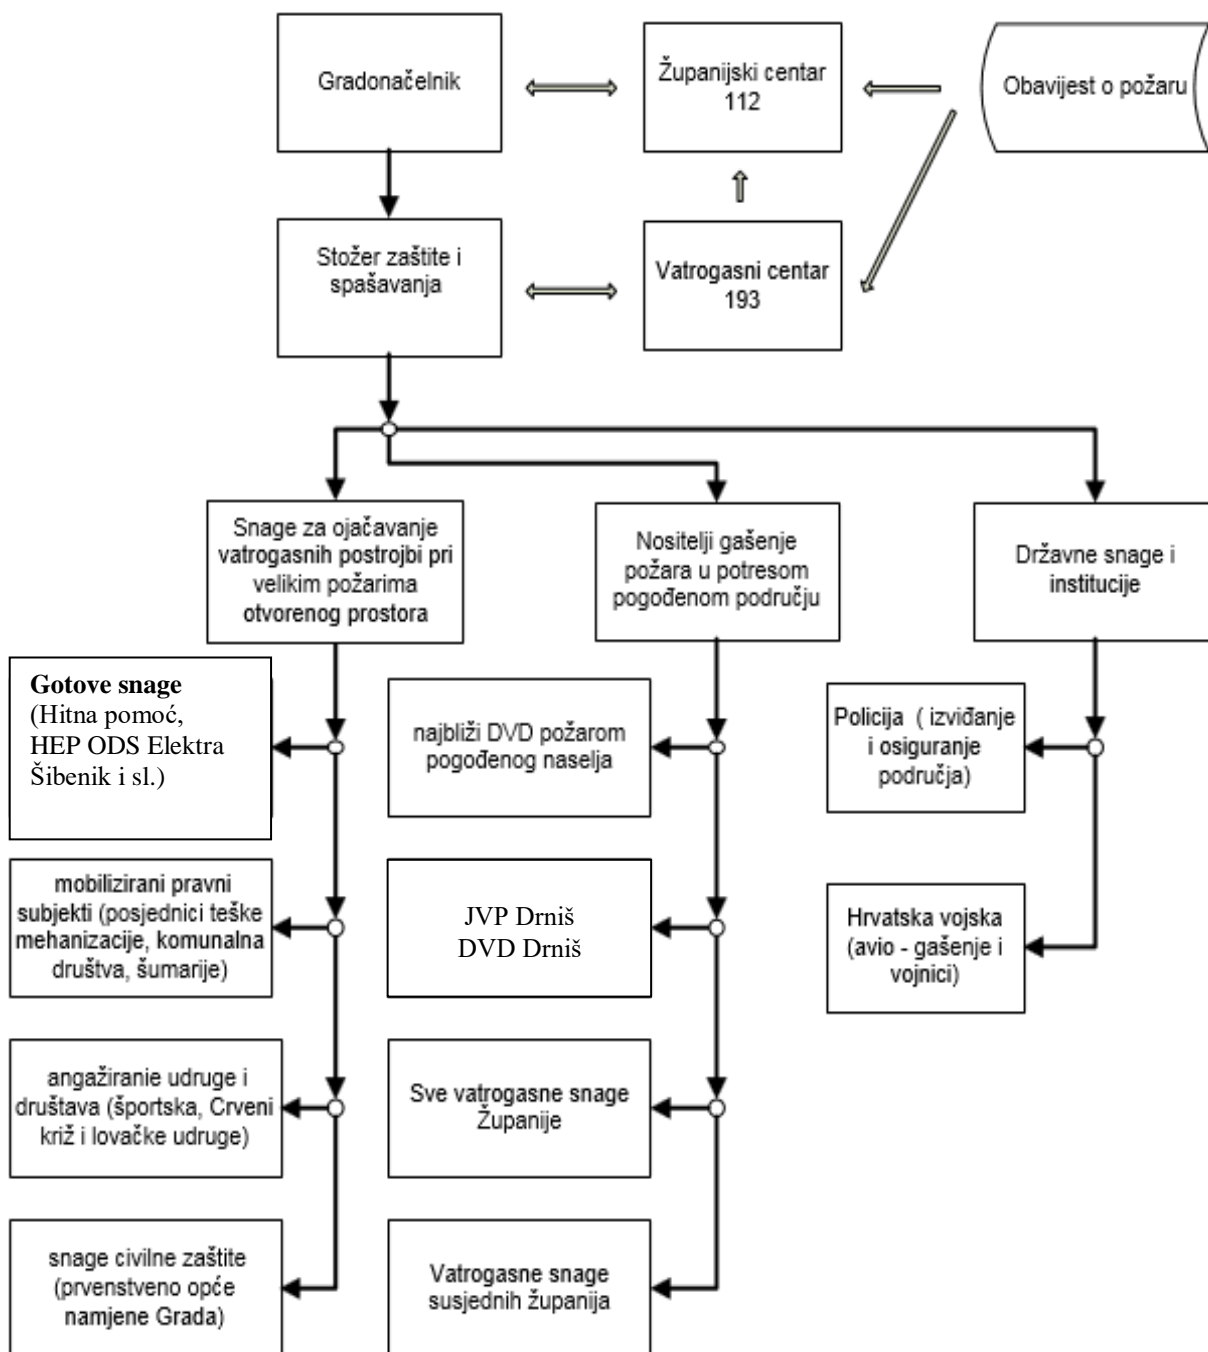 Gradonačelnik
Županijski centar
112
Obavijest o požaru
Stožer zaštite i
spašavanja
Vatrogasni centar
193
Snage za ojačavanje
vatrogasnih postrojbi pri
velikim požarima
otvorenog prostora
Nositelji gašenje
požara u potresom
pogođenom području
Državne snage i
institucije
Gotove snage
(Hitna pomoć,
HEP ODS Elektra
Šibenik i sl.)
najbliži DVD požarom
pogođenog naselja
Policija ( izviđanje
i osiguranje
područja)
mobilizirani pravni
subjekti (posjednici teške
mehanizacije, komunalna
društva, šumarije)
JVP Drniš
DVD Drniš
Hrvatska vojska
(avio - gašenje i
vojnici)
angažiranie udruge i
društava (športska, Crveni
križ i lovačke udruge)
Sve vatrogasne snage
Županije
snage civilne zaštite
(prvenstveno opće
namjene Grada)
Vatrogasne snage
susjednih županija